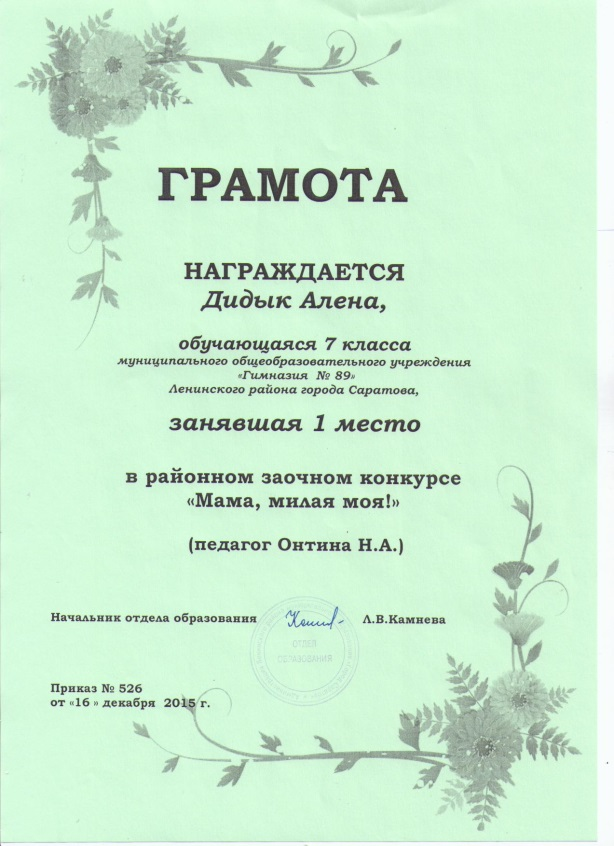 ГРАМОТА
НАГРАЖДАЕТСЯ
Дидык Алена,
обучающаяся 7 класса
муниципального общеобразовательного учреждения
«Гимназия № 89»
Ленинского района города Саратова,
занявшая 1 место
в районном заочном конкурсе
«Мама, милая моя!»
(педагог Онтина Н.А.)
Начальник отдела образования Л.В.Камнева
ОТДЕЛ
ОБРАЗОВАНИЯ
Приказ № 526
от «16 » декабря 2015 г.